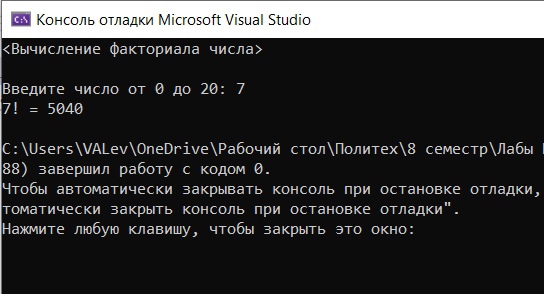 Консоль отладки Microsoft Visual Studio
<Вычисление факториала числа>
Введите число от 0 до 20: 7
7! = 5040
C:\Users\VALev\OneDrive\Рабочий стол\Политех\8 семестр\Лабы
88) завершил работу с кодом 0.
Чтобы автоматически закрывать консоль при остановке отладки,
томатически закрыть консоль при остановке отладки".
Нажмите любую клавишу, чтобы закрыть это окно: